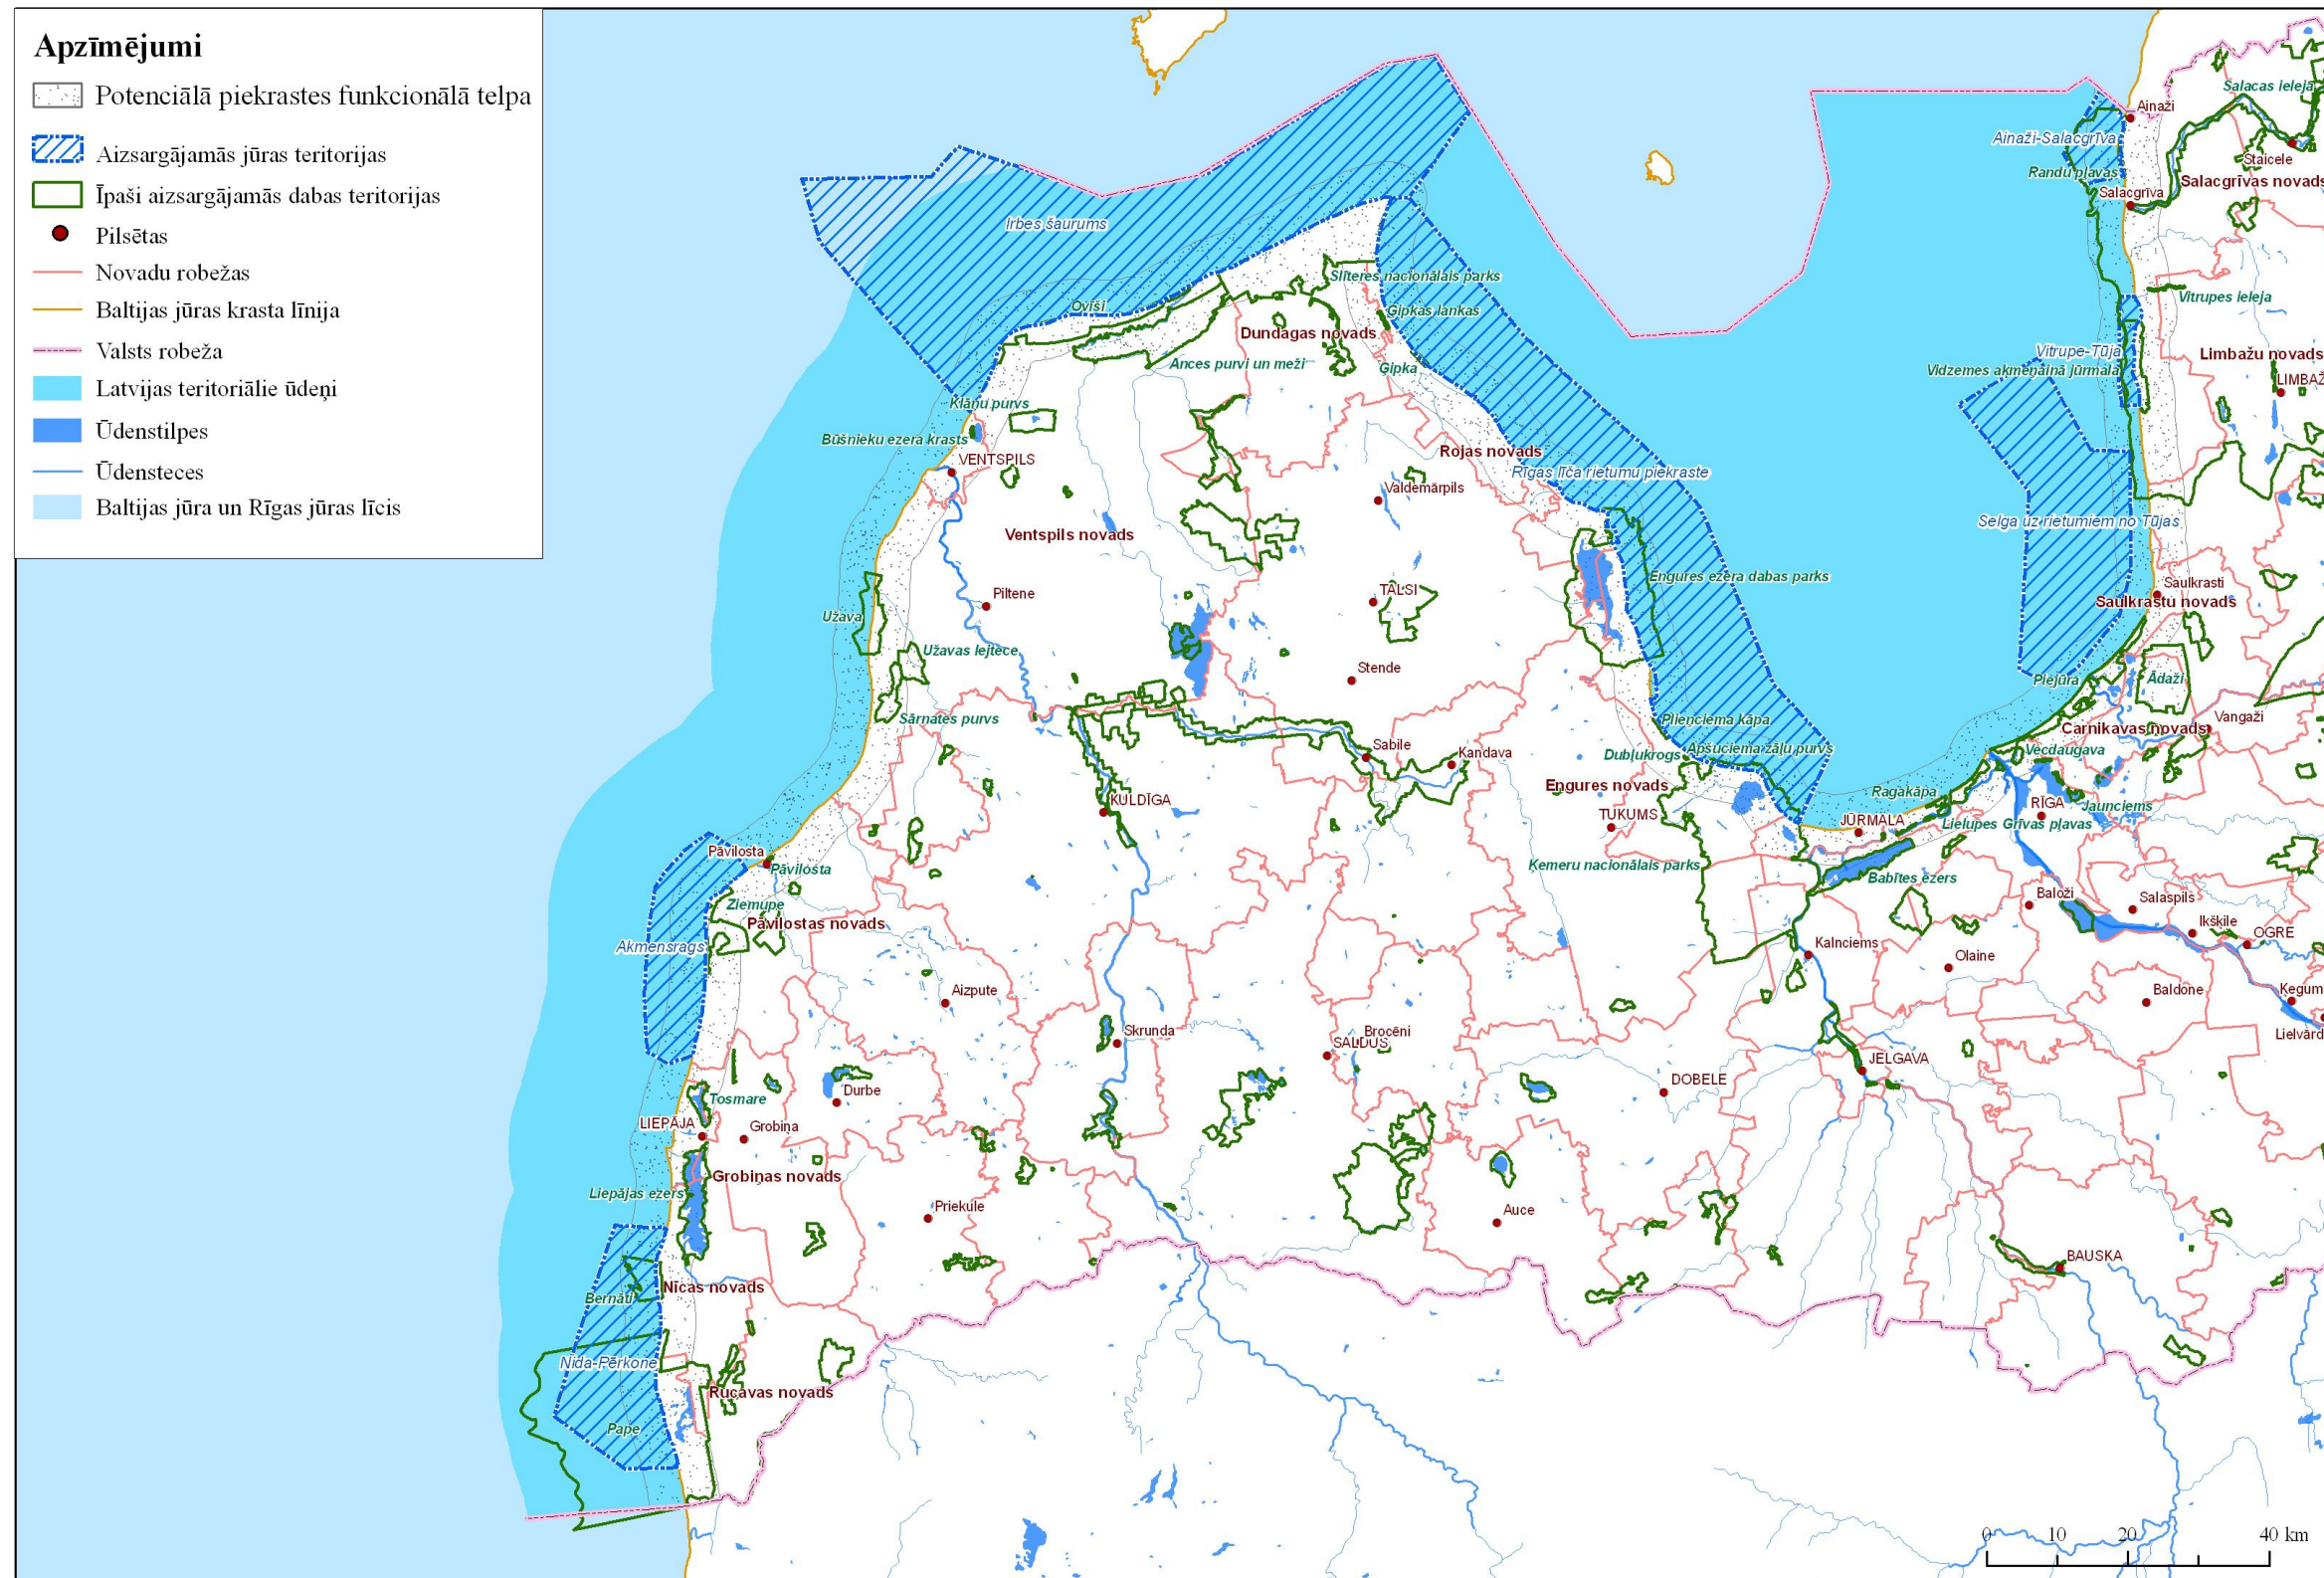 Apzīmējumi
Potenciālā piekrastes funkcionālā telpa
Aizsargājamās jūras teritorijas
Īpaši aizsargājamās dabas teritorijas
Pilsētas
Novadu robežas
Baltijas jūras krasta līnija
Valsts robeža
Latvijas teritoriālie ūdeņi
Ūdenstilpes
Ūdensteces
Baltijas jūra un Rīgas jūras līcis
Salacas ieleja
Ainaži
Ainaži-Salacgrīva
Staicele
Randu pļavas
Salacgrīvas novads
Salacgrīva
Irbes šaurums
Slīteres nacionālais parks
Vitrupes ieleja
Ovīši
Gipkas lankas
Dundagas novads
Vitrupe-Tūja
Limbažu novads
Ances purvi un meži
Ģipka
Vidzemes akmeņainā jūrmala
LIMBAŽ
Klāņu purvs
Būšnieku ezera krasts
VENTSPILS
Rojas novads
Rīgas līča rietumu piekraste
Valdemārpils
Selga uz rietumiem no Tūjas
Ventspils novads
Engures ezera dabas parks
Saulkrasti
Piltene
TALSI
Saulkrastu novads
Užava
Užavas lejtece
Stende
Piejūra
Ādaži
Sārnates purvs
Plieņciema kāpa
Vangaži
Carnikavas novads
Sabile
Kandava
Dubļukrogs
Apšuciema zāļu purvs
Vecdaugava
Engures novads
Ragakāpa
KULDĪGA
RĪGA
Jaunciems
TUKUMS
JŪRMALA
Lielupes Grīvas pļavas
Pāvilosta
Pāvilosta
Ķemeru nacionālais parks
Babītes ezers
Ziemupe
Baloži
Salaspils
Pāvilostas novads
Ikšķile
OGRE
Akmensrags
Kalnciems
Olaine
Aizpute
Baldone
Ķegum
Skrunda
Brocēni
SALDUS
Lielvārd
JELGAVA
Durbe
DOBELE
Tosmare
LIEPĀJA
Grobiņa
Grobiņas novads
Liepājas ezers
Priekule
Auce
BAUSKA
Nīcas novads
Bernāti
Nida-Pērkone
Rucavas novads
Pape
0 10 20 40 km